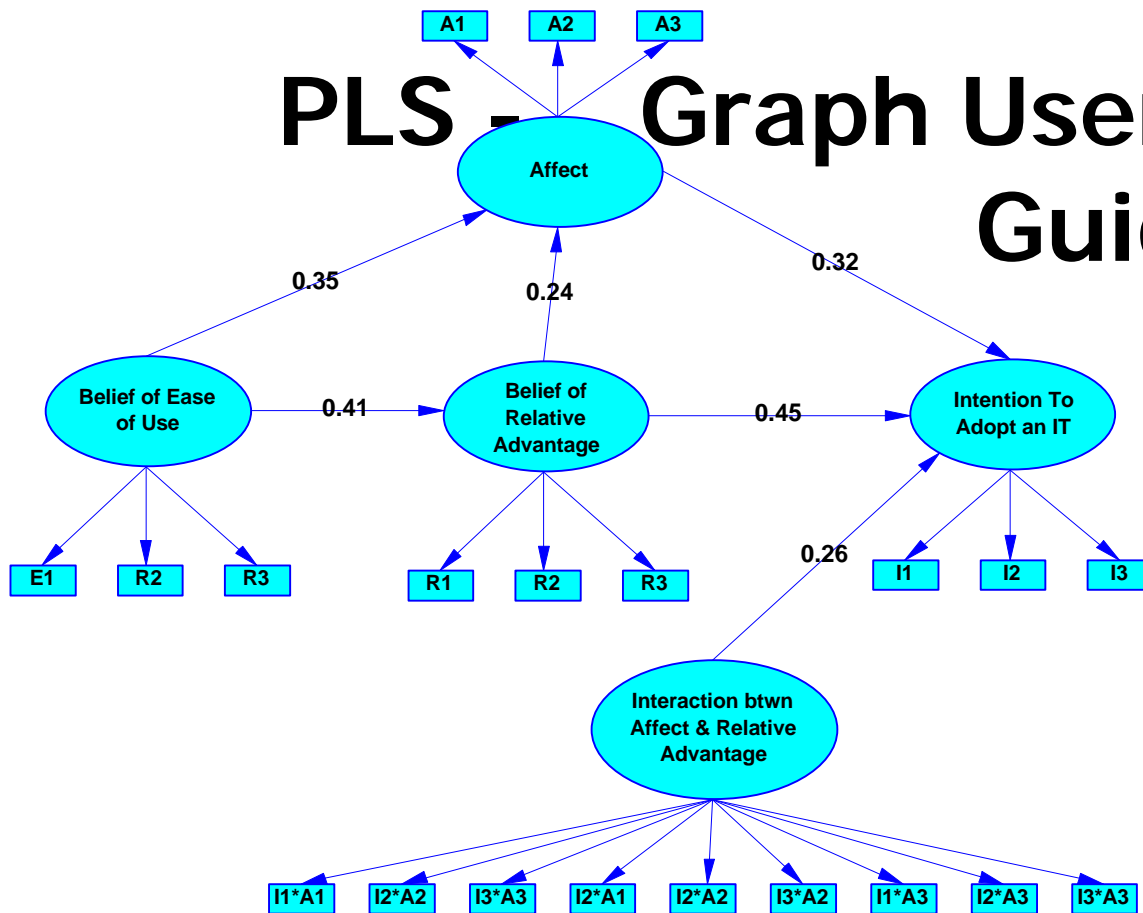 A1
A2
A3
PLS - Graph User
Guid
Affect
0.35
0.24
0.32
Belief of Ease
of Use
0.41
Belief of
Relative
Advantage
0.45
Intention To
Adopt an IT
E1
R2
R3
R1
R2
R3
0.26
I1
I2
I3
Interaction btwn
Affect & Relative
Advantage
I1*A1
I2*A2
I3*A3
I2*A1
I2*A2
I3*A2
I1*A3
I2*A3
I3*A3